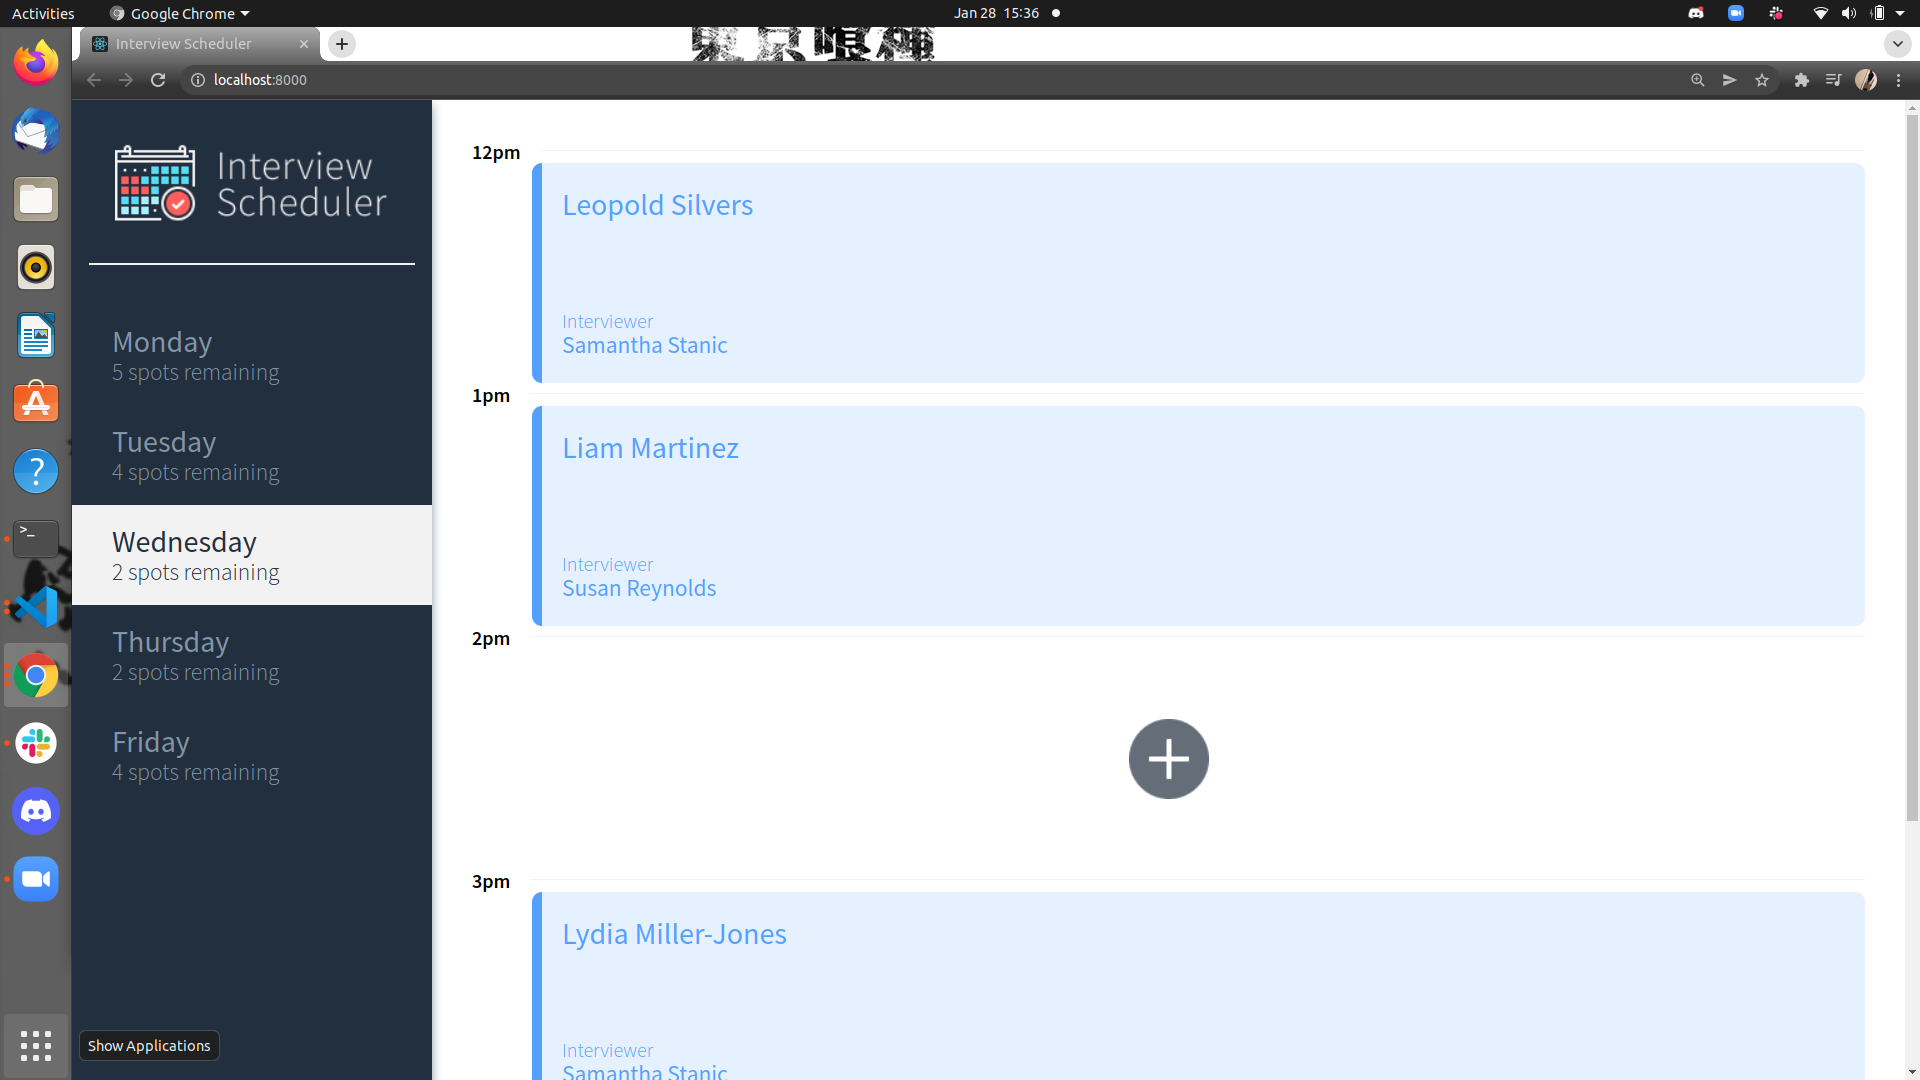 Activities
Google Chrome
Jan 28 15:36
Interview Scheduler
localhost:8000
Interview
Scheduler
Monday
5 spots remaining
Tuesday
4 spots remaining
Wednesday
2 spots remaining
Thursday
2 spots remaining
Friday
4 spots remaining
Show Applications
12pm
Leopold Silvers
Interviewer
Samantha Stanic
1pm
Liam Martinez
Interviewer
Susan Reynolds
2pm
3pm
Lydia Miller-Jones
Interviewer
Samantha Stanic